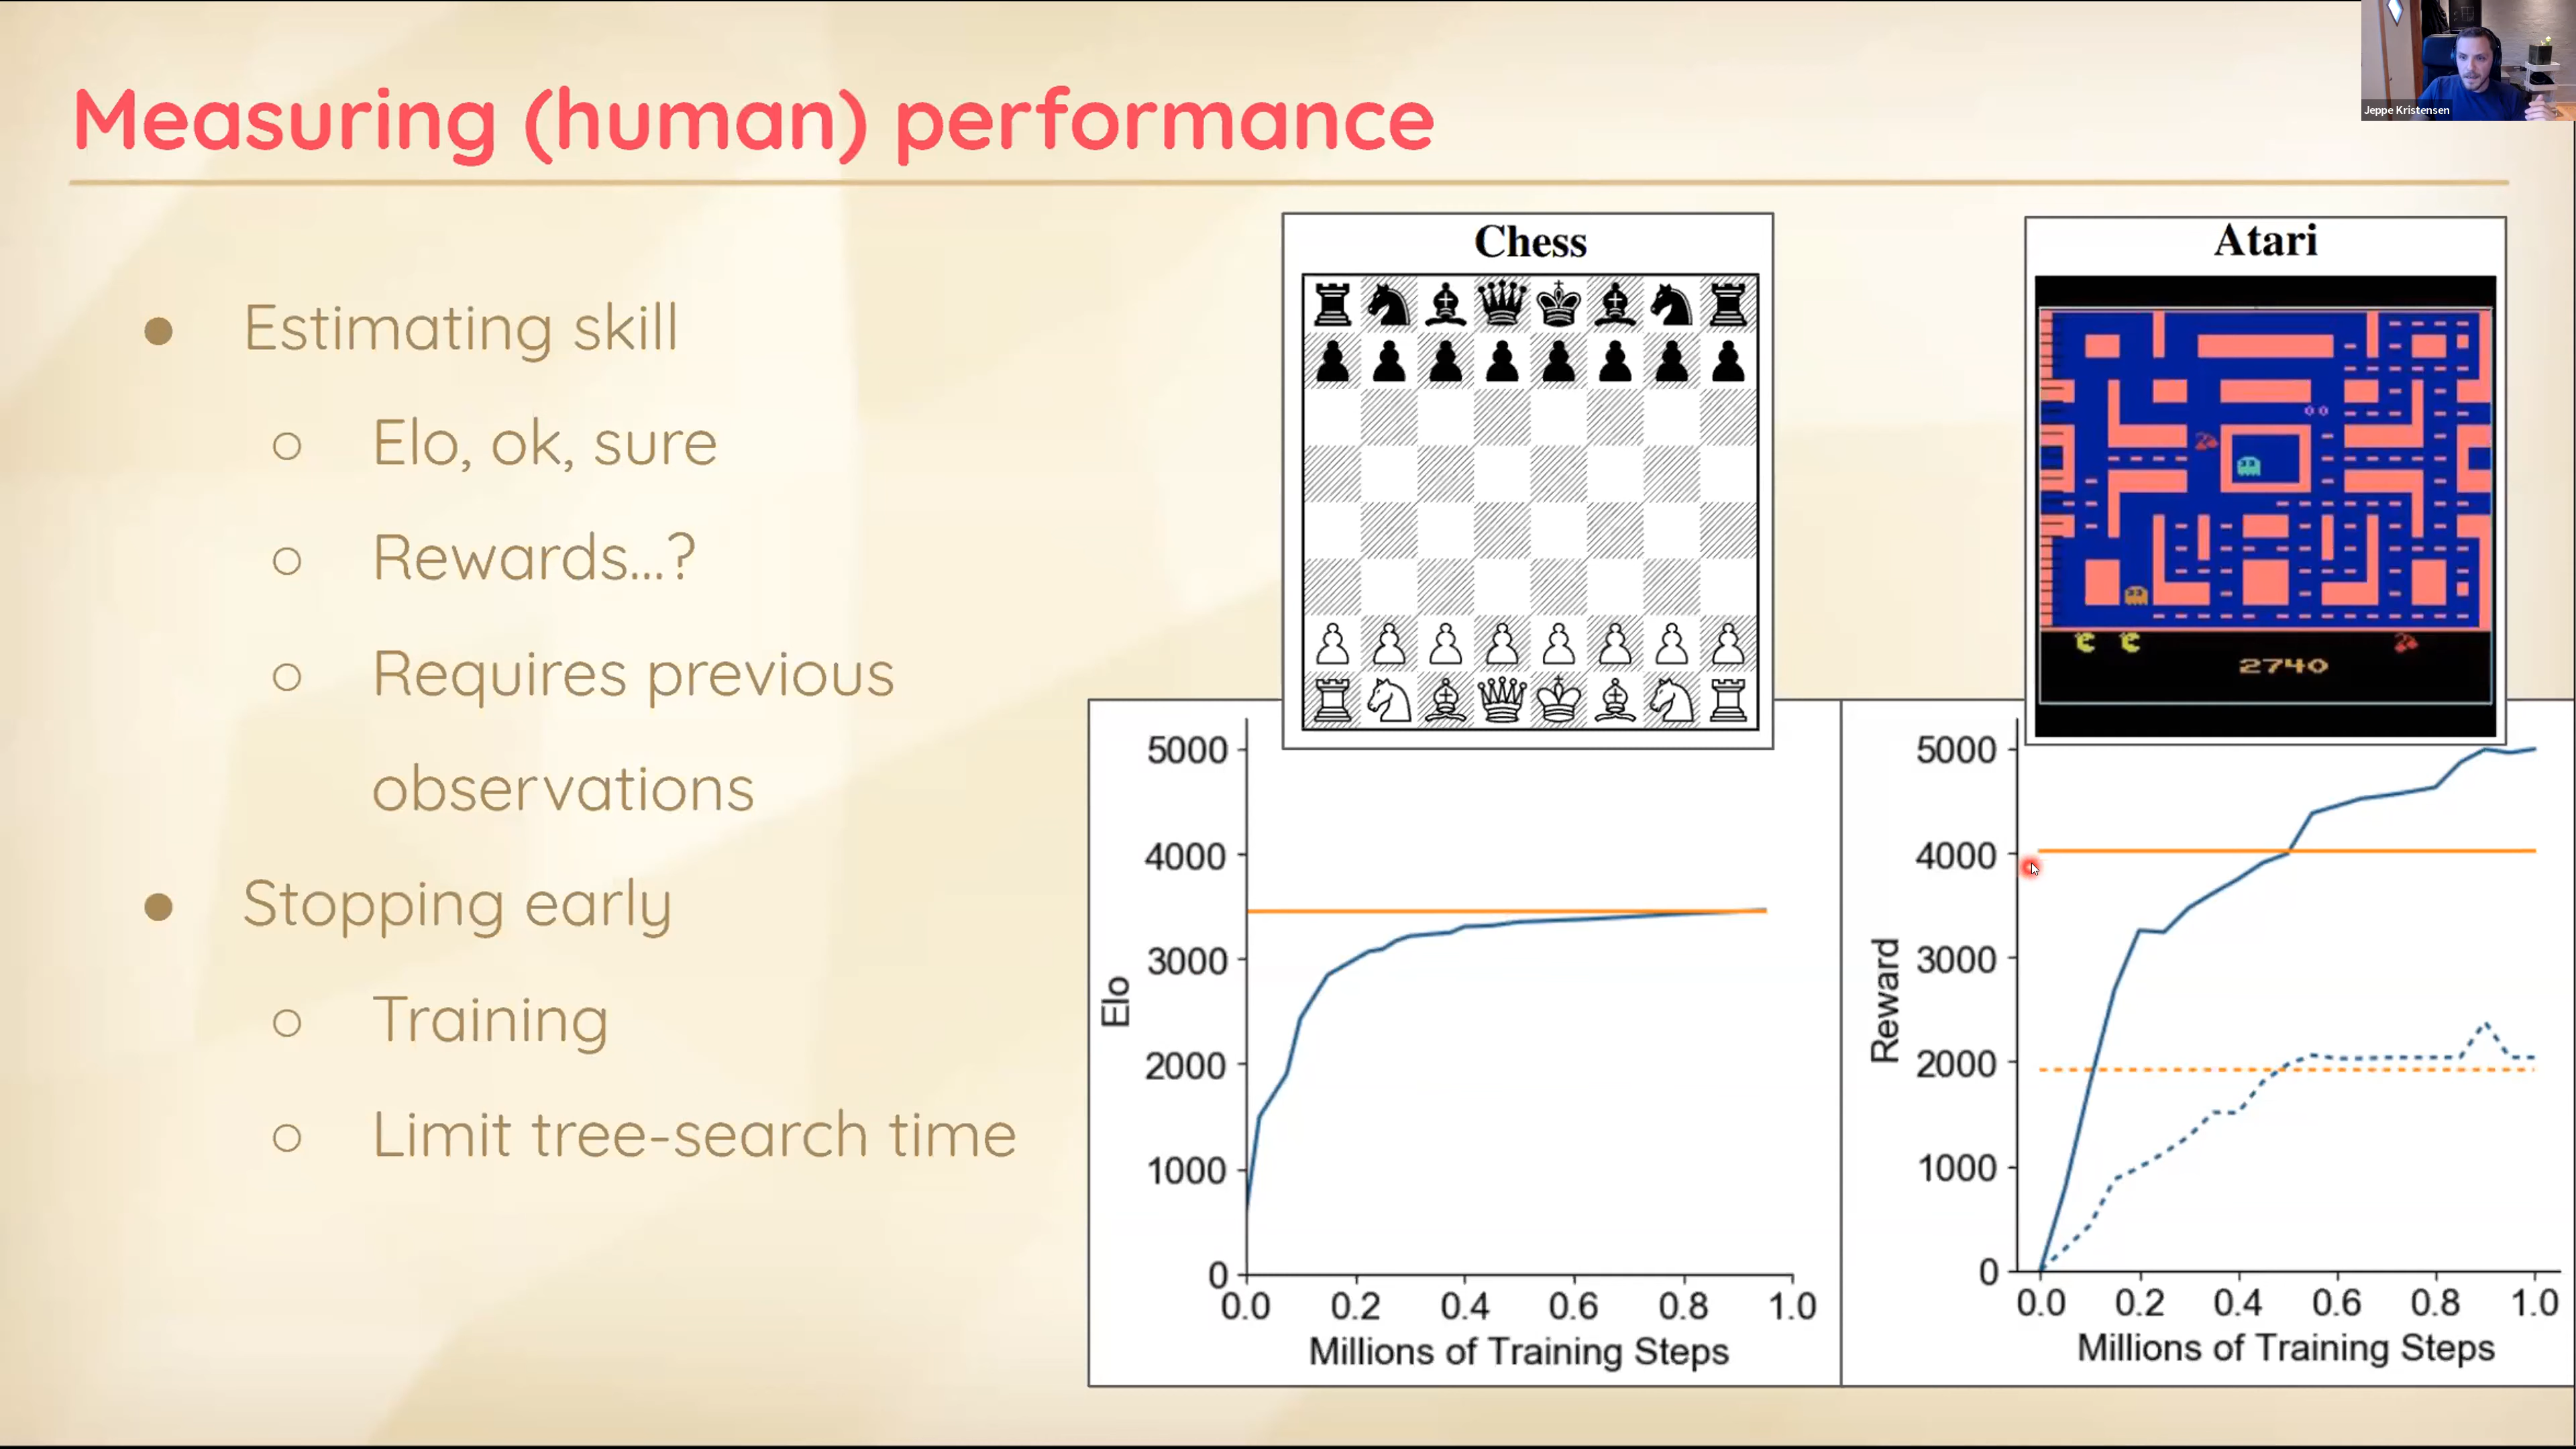 Measuring (human) performance
Jeppe Kristensen
● Estimating skill
○ Elo, ok, sure
○ Rewards...?
○ Requires previous
observations
● Stopping early
○ Training
○ Limit tree-search time
Chess
Atari
2740
5000
4000
3000
2000
1000
0
Elo
0.0 0.2 0.4 0.6 0.8 1.0
Millions of Training Steps
5000
4000
3000
2000
1000
0
Reward
0.0 0.2 0.4 0.6 0.8 1.0
Millions of Training Steps